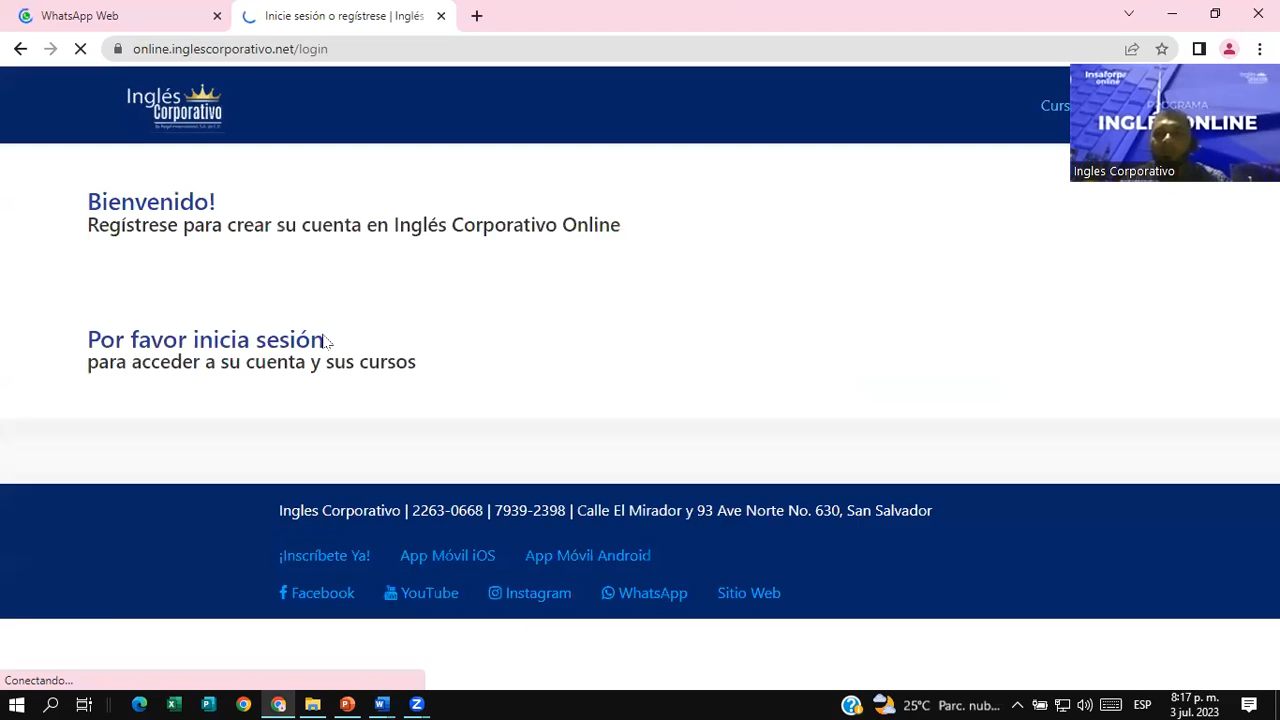 WhatsApp Web
Inicie sesión o regístrese | Inglés
online.inglescorporativo.net/login
Inglés
Corporativo
Curs
Insaforp
online
PROGRAMA
Ingles Corporativo
Bienvenido!
Regístrese para crear su cuenta en Inglés Corporativo Online
Por favor inicia sesión
para acceder a su cuenta y sus cursos
Ingles Corporativo | 2263-0668 | 7939-2398 | Calle El Mirador y 93 Ave Norte No. 630, San Salvador
¡Inscríbete Ya! App Móvil iOS App Móvil Android
Facebook YouTube Instagram WhatsApp Sitio Web
Conectando...
25°C Parc. nub... ESP 8:17 p. m.
3 jul. 2023